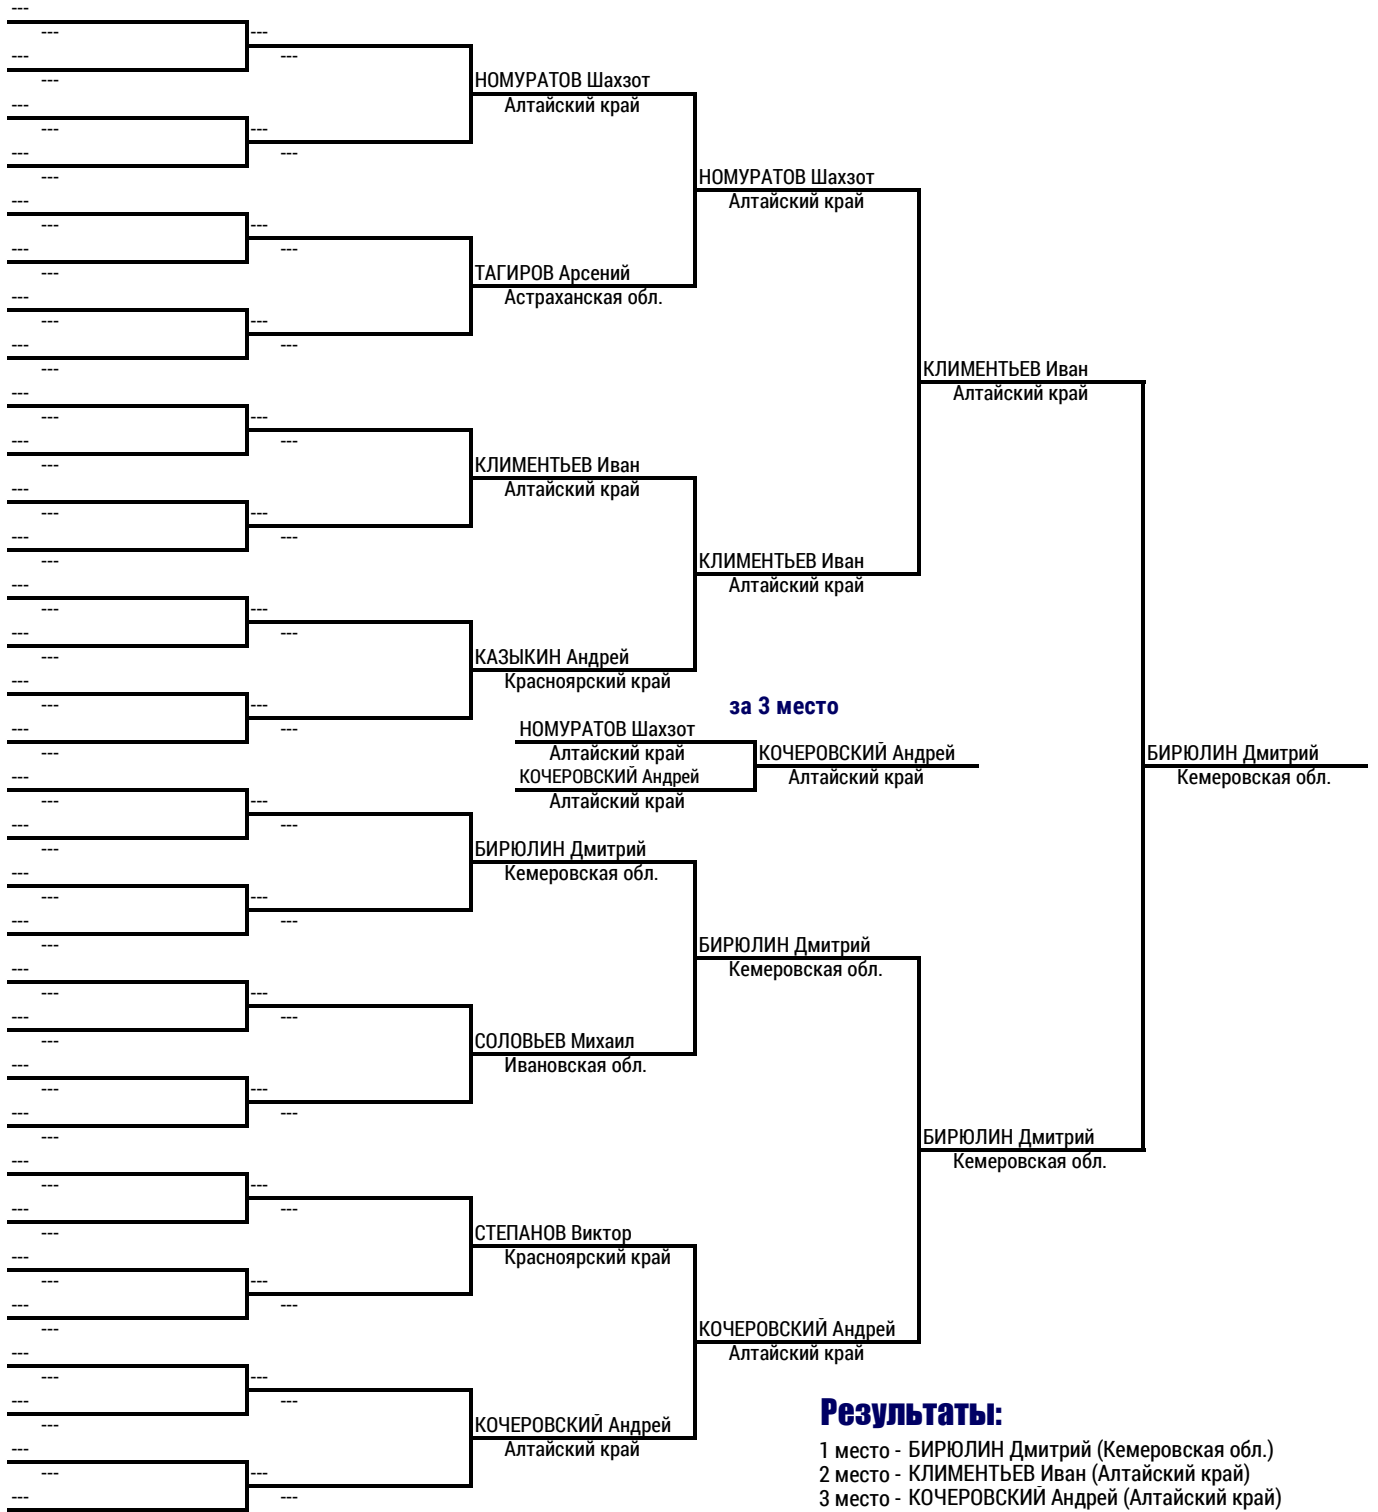 ---
--- ---
--- ---
--- НОМУРАТОВ Шахзот
--- Алтайский край
--- ---
--- ---
--- НОМУРАТОВ Шахзот
--- Алтайский край
--- ---
--- ---
--- ТАГИРОВ Арсений
--- Астраханская обл.
--- ---
--- ---
--- КЛИМЕНТЬЕВ Иван
--- Алтайский край
--- ---
--- ---
--- КЛИМЕНТЬЕВ Иван
--- Алтайский край
--- ---
--- ---
--- КЛИМЕНТЬЕВ Иван
--- Алтайский край
--- ---
--- ---
--- КАЗЫКИН Андрей
--- Красноярский край
--- --- за 3 место
--- --- НОМУРАТОВ Шахзот
--- Алтайский край КОЧЕРОВСКИЙ Андрей БИРЮЛИН Дмитрий
--- КОЧЕРОВСКИЙ Андрей Алтайский край Кемеровская обл.
--- --- Алтайский край
--- ---
--- БИРЮЛИН Дмитрий
--- Кемеровская обл.
--- ---
--- ---
--- БИРЮЛИН Дмитрий
--- Кемеровская обл.
--- ---
--- ---
--- СОЛОВЬЕВ Михаил
--- Ивановская обл.
--- ---
--- ---
--- БИРЮЛИН Дмитрий
--- Кемеровская обл.
--- ---
--- ---
--- СТЕПАНОВ Виктор
--- Красноярский край
--- ---
--- ---
--- КОЧЕРОВСКИЙ Андрей
--- Алтайский край
--- ---
--- ---
Результаты:
--- КОЧЕРОВСКИЙ Андрей
--- Алтайский край 1 место - БИРЮЛИН Дмитрий (Кемеровская обл.)
--- --- 2 место - КЛИМЕНТЬЕВ Иван (Алтайский край)
--- --- 3 место - КОЧЕРОВСКИЙ Андрей (Алтайский край)